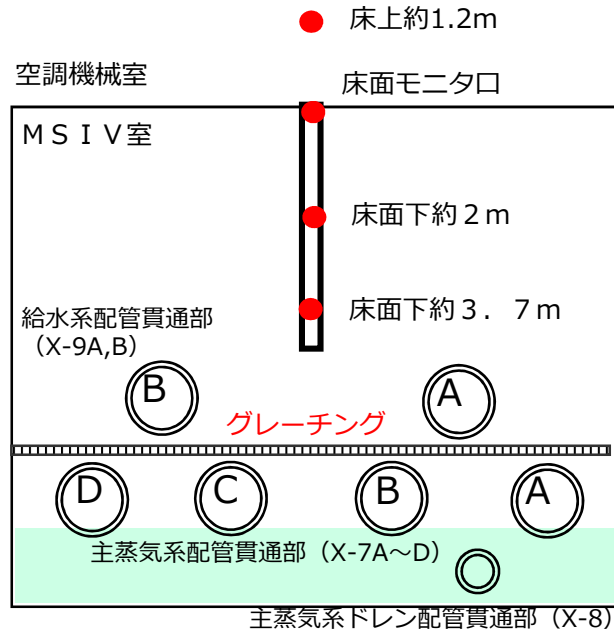 床上約1.2m
空調機械室
床面モニタ口
ＭＳＩＶ室
床面下約２ｍ
床面下約３．７ｍ
給水系配管貫通部
（X-9A,B）
B
A
グレーチング
D
C
B
A
主蒸気系配管貫通部（X-7A～D）
主蒸気系ドレン配管貫通部（X-8）